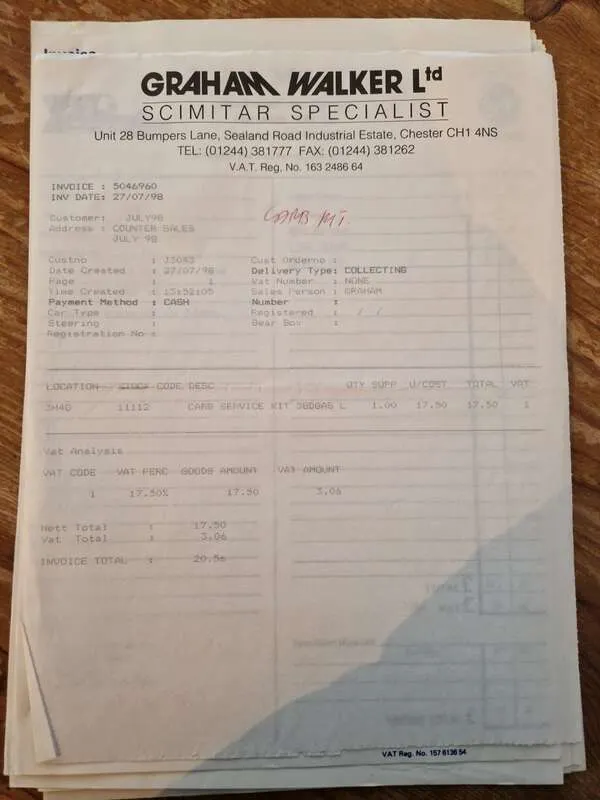 Invoice
GRAHAM WALKER Ltd
SCIMITAR SPECIALIST
Unit 28 Bumpers Lane, Sealand Road Industrial Estate, Chester CH1 4NS
TEL: (01244) 381777 FAX: (01244) 381262
V.A.T. Reg, No. 163 2486 64
INVOICE : 5046960
INV DATE: 27/07/98
CARB KIT.
Customer: JULY98
Address : COUNTER SALES
JULY 98
Custno : Cust Orderno :
Date Created : 27/07/98 Delivery Type: COLLECTING
Page : 1 Vat Number : NONE
Time Created : 15:52:05 Sales Person : GRAHAM
Payment Method : CASH Number :
Car Type : Registered : / /
Steering : Gear Box :
Registration No :
LOCATION STOCK CODE DESC QTY SUPP U/COST TOTAL VAT
3H4D 11112 CARB SERVICE KIT L 1.00 17.50 17.50 1
Vat Analysis
VAT CODE VAT PERC GOODS AMOUNT VAT AMOUNT
1 17.50% 17.50 3.06
Nett Total : 17.50
Vat Total : 3.06
INVOICE TOTAL : 20.56
VAT Reg. No. 157 6136 54